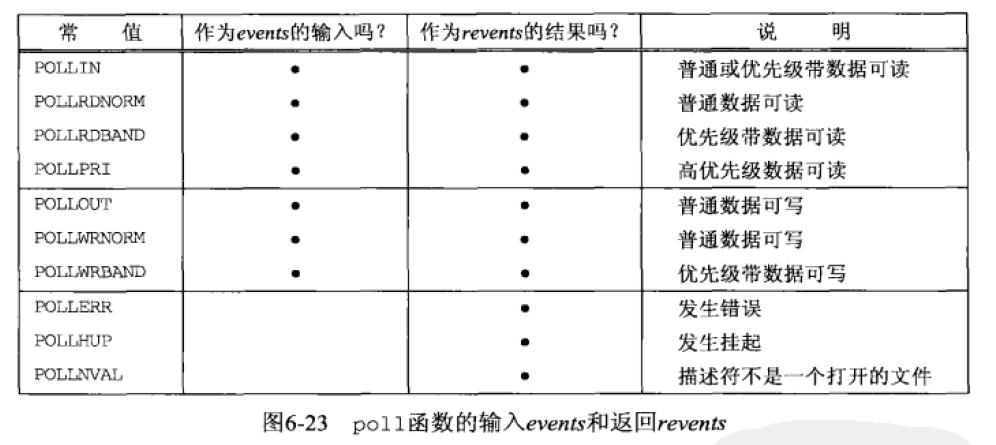 常 值 作为events的输入吗? 作为revents的结果吗? 说 明
POLLIN • • 普通或优先级带数据可读
POLLRDNORM • • 普通数据可读
POLLRDBAND • • 优先级带数据可读
POLLPRI • • 高优先级数据可读
POLLOUT • • 普通数据可写
POLLWRNORM • • 普通数据可写
POLLWRBAND • • 优先级带数据可写
POLLERR • 发生错误
POLLHUP • 发生挂起
POLLNVAL • 描述符不是一个打开的文件
图6-23 poll函数的输入events和返回revents